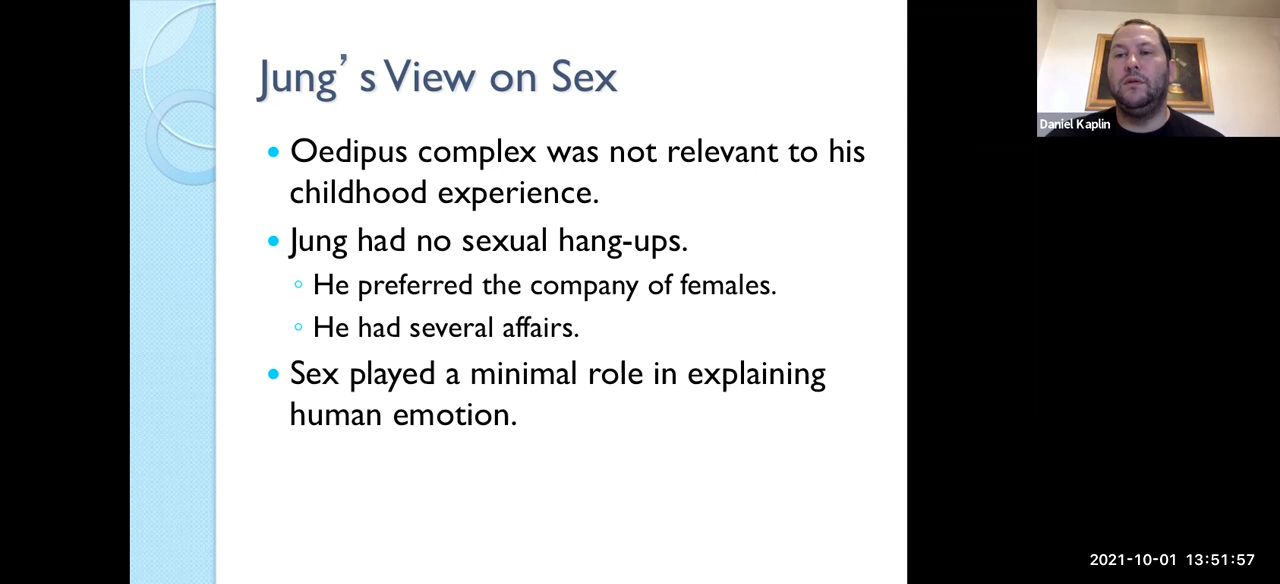 Jung’ s View on Sex
Oedipus complex was not relevant to his
childhood experience.
Jung had no sexual hang-ups.
He preferred the company of females.
He had several affairs.
Sex played a minimal role in explaining
human emotion.
Daniel Kaplin
2021-10-01 13:51:57